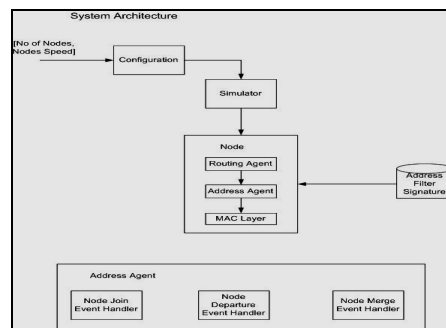 System Architecture
[No of Nodes,
Nodes Speed]
Configuration
Simulator
Node
Routing Agent
Address Agent
MAC Layer
Address
Filter
Signature
Address Agent
Node Join
Event Handler
Node
Departure
Event Handler
Node Merge
Event Handler